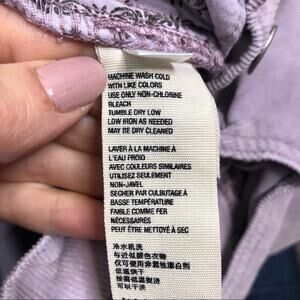 MACHINE WASH COLD
WITH LIKE COLORS
USE ONLY NON-CHLORINE
BLEACH
TUMBLE DRY LOW
LOW IRON AS NEEDED
MAY BE DRY CLEANED
LAVER À LA MACHINE À
L'EAU FROID
AVEC COULEURS SIMILAIRES
UTILISEZ SEULEMENT
NON-JAVEL
SECHER PAR CULBUTAGE À
BASSE TEMPÉRATURE
FAIBLE COMME FER
NÉCESSAIRES
PEUT ÊTRE NETTOYÉ À SEC
冷水机洗
与近似颜色衣物
仅可使用非氯性漂白剂
低温烘干
按需低温熨烫
可以干洗